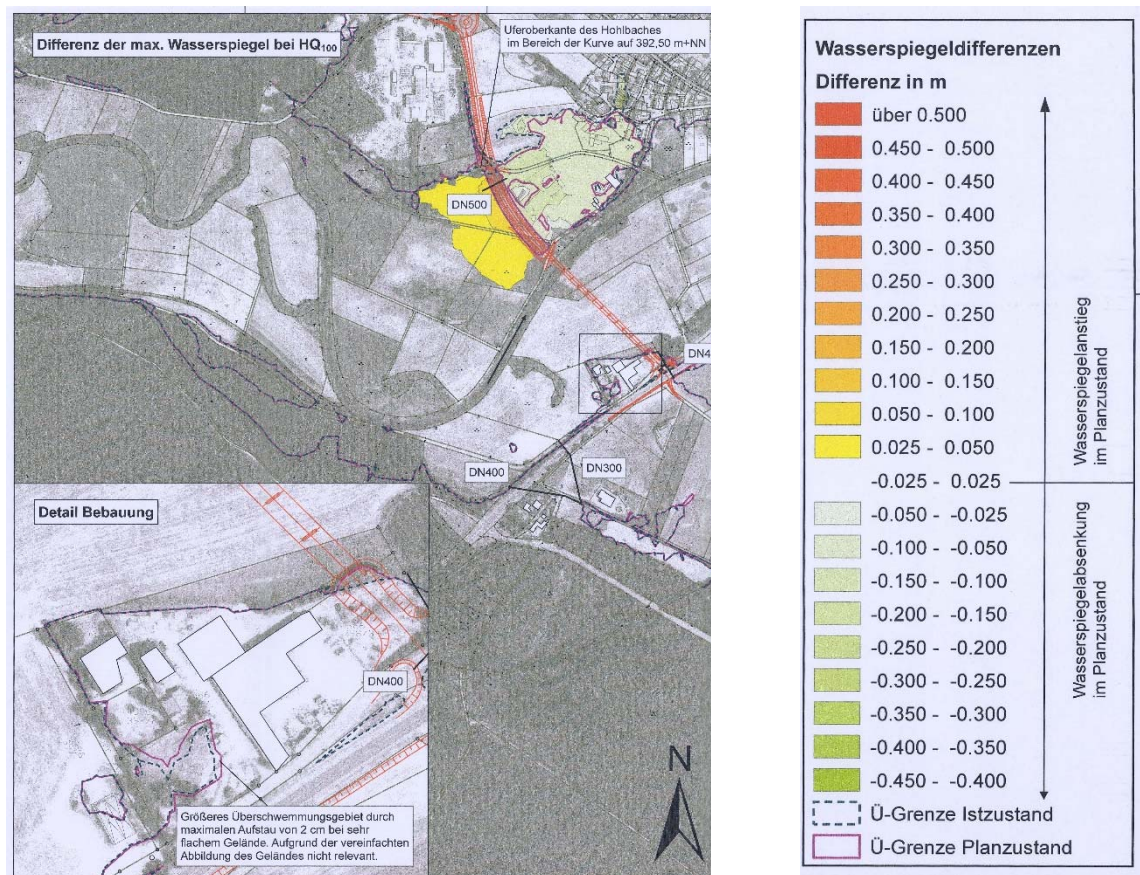 Differenz der max. Wasserspiegel bei HQ100
Uferoberkante des Hohlbaches
im Bereich der Kurve auf 392,50 m+NN
DN500
DN4
DN400
DN300
Detail Bebauung
DN400
Größeres Überschwemmungsgebiet durch
maximalen Aufstau von 2 cm bei sehr
flachem Gelände. Aufgrund der vereinfachten
Abbildung des Geländes nicht relevant.
N
Wasserspiegeldifferenzen
Differenz in m
über 0.500
0.450 - 0.500
0.400 - 0.450
0.350 - 0.400
0.300 - 0.350
0.250 - 0.300
0.200 - 0.250
0.150 - 0.200
0.100 - 0.150
0.050 - 0.100
0.025 - 0.050
-0.025 - 0.025
-0.050 - -0.025
-0.100 - -0.050
-0.150 - -0.100
-0.200 - -0.150
-0.250 - -0.200
-0.300 - -0.250
-0.350 - -0.300
-0.400 - -0.350
-0.450 - -0.400
Ü-Grenze Istzustand
Ü-Grenze Planzustand
Wasserspiegelanstieg
im Planzustand
Wasserspiegelabsenkung
im Planzustand